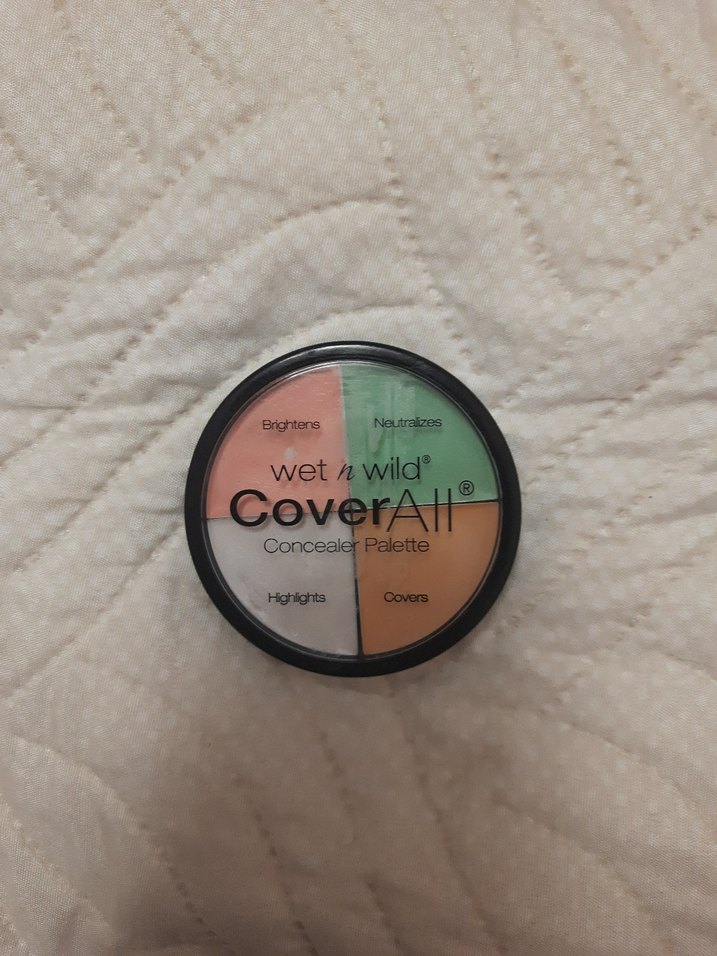 Brightens Neutralizes
wet n wild®
CoverAll®
Concealer Palette
Highlights Covers